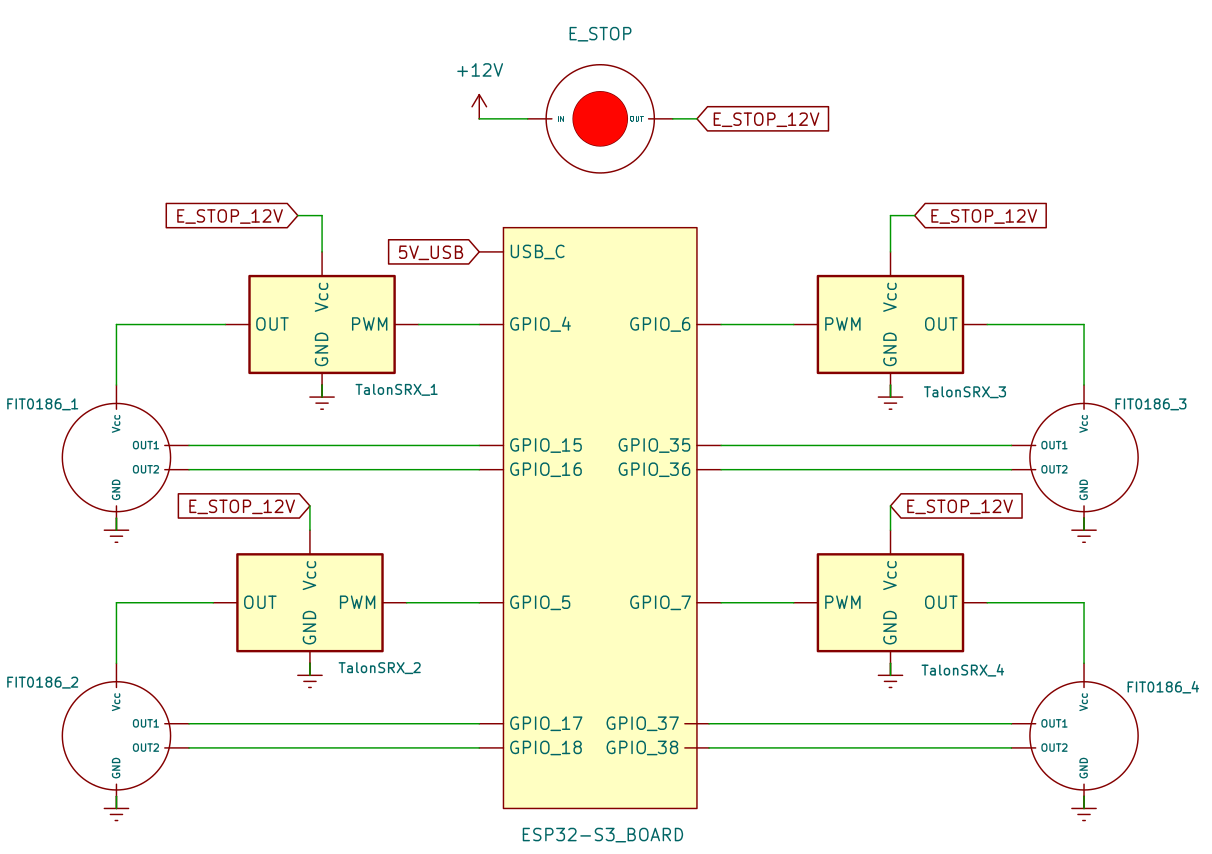 E_STOP
+12V
IN
OUT
E_STOP_12V
E_STOP_12V
E_STOP_12V
5V_USB
USB_C
Vcc
OUT
PWM
GND
TalonSRX_1
GPIO_4
GPIO_6
Vcc
PWM
OUT
GND
TalonSRX_3
FIT0186_1
Vcc
OUT1
OUT2
GND
GPIO_15
GPIO_16
GPIO_35
GPIO_36
FIT0186_3
Vcc
OUT1
OUT2
GND
E_STOP_12V
E_STOP_12V
Vcc
OUT
PWM
GND
TalonSRX_2
GPIO_5
GPIO_7
Vcc
PWM
OUT
GND
TalonSRX_4
FIT0186_2
Vcc
OUT1
OUT2
GND
GPIO_17
GPIO_18
GPIO_37
GPIO_38
FIT0186_4
Vcc
OUT1
OUT2
GND
ESP32-S3_BOARD